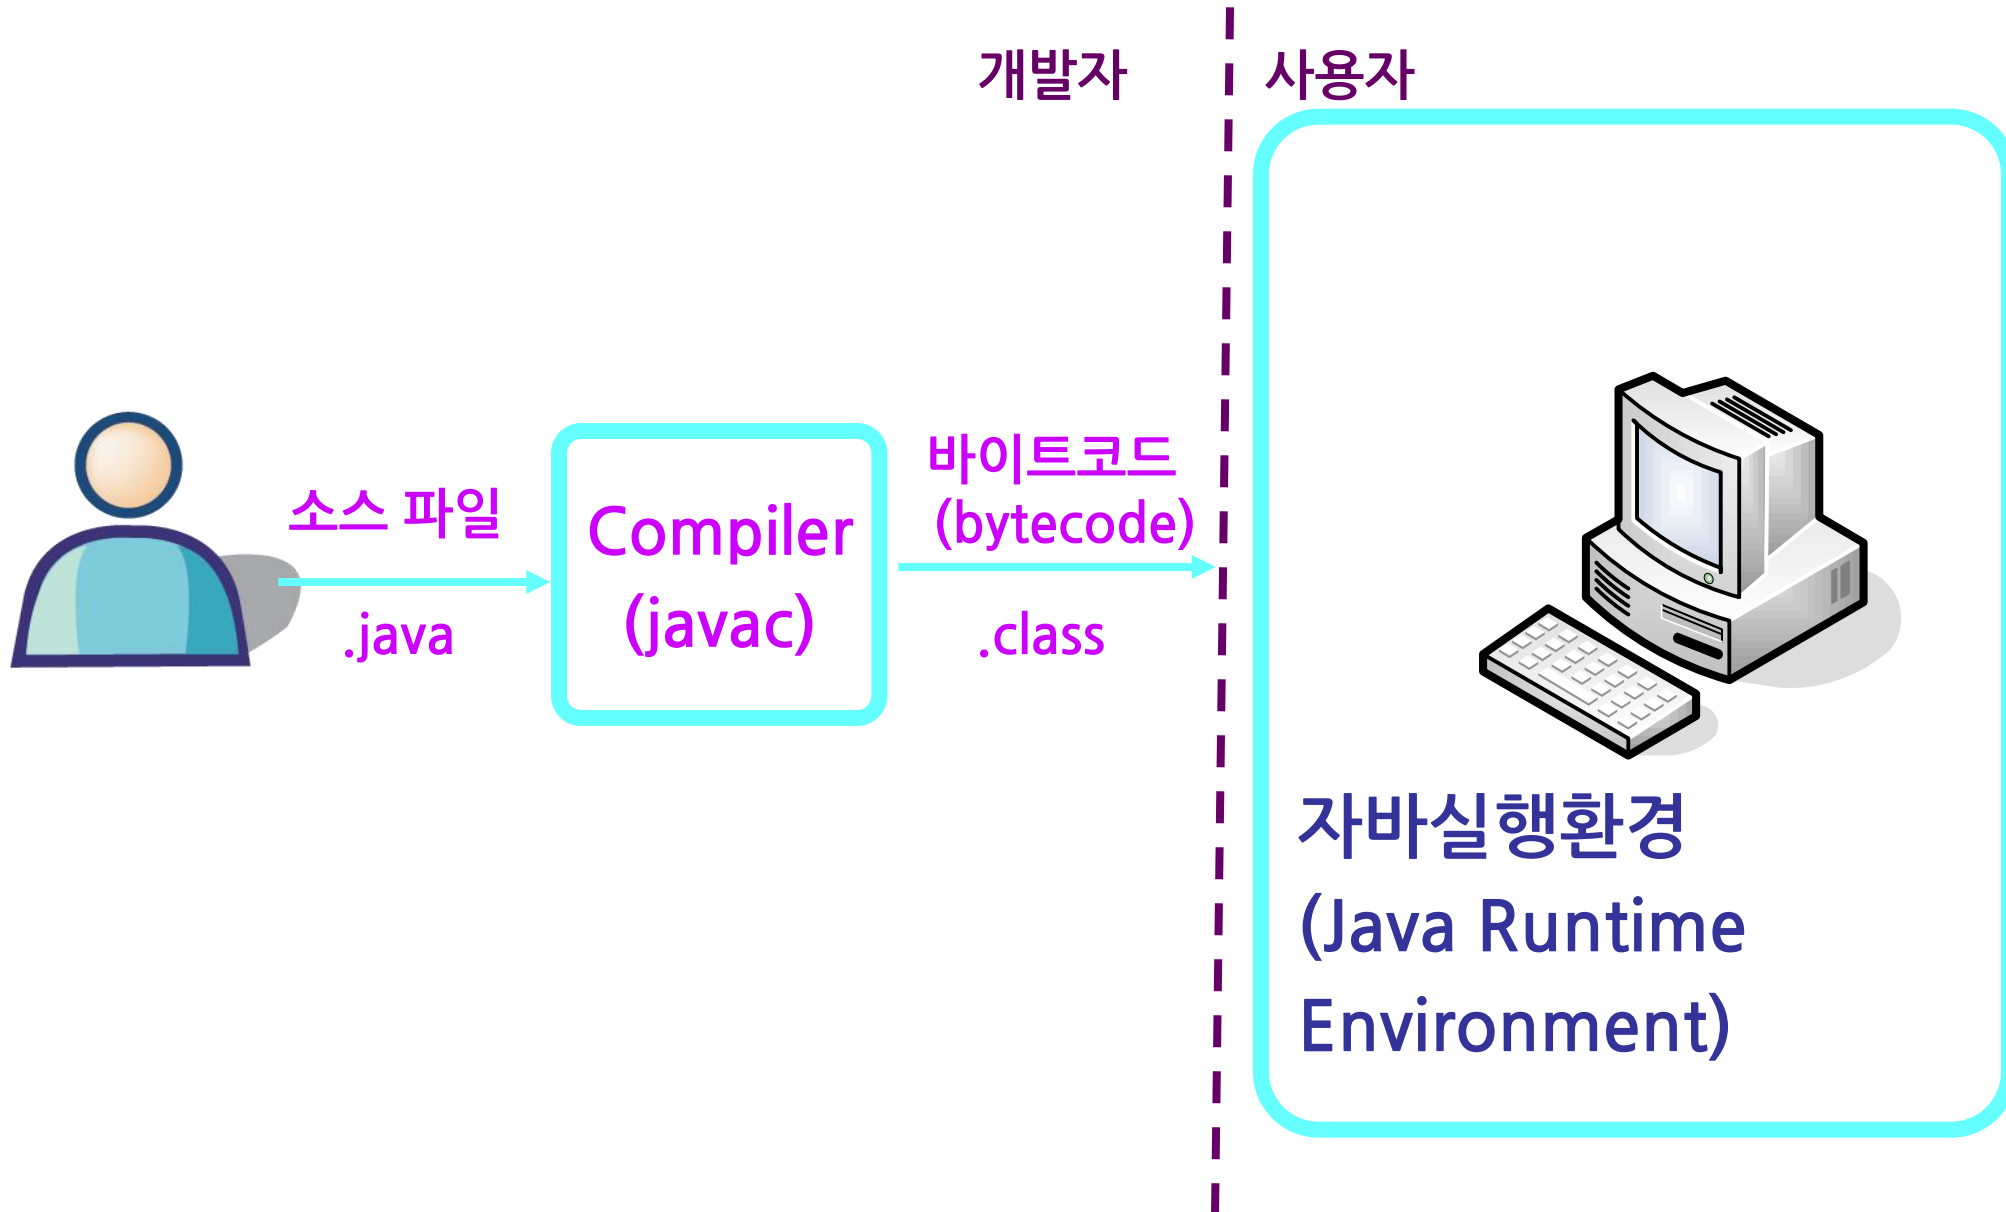 개발자
사용자
소스 파일
.java
Compiler
(javac)
바이트코드
(bytecode)
.class
자바실행환경
(Java Runtime
Environment)